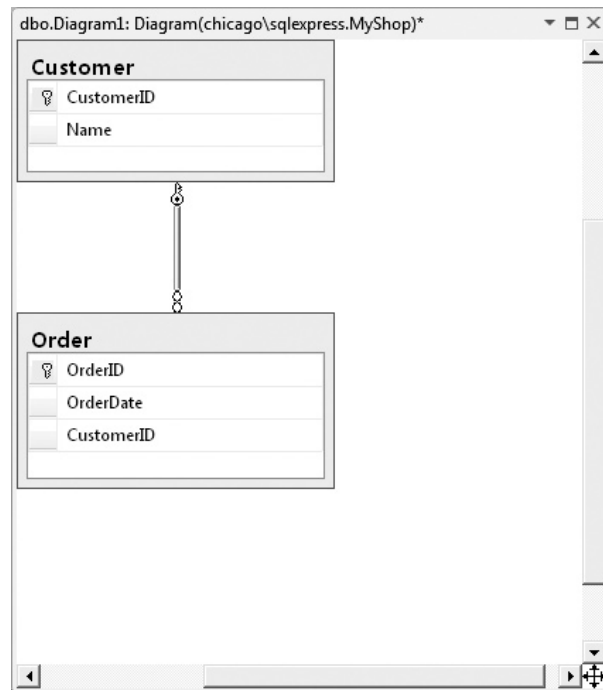 dbo.Diagram1: Diagram(chicago\sqlexpress.MyShop)*
Customer
CustomerID
Name
Order
OrderID
OrderDate
CustomerID